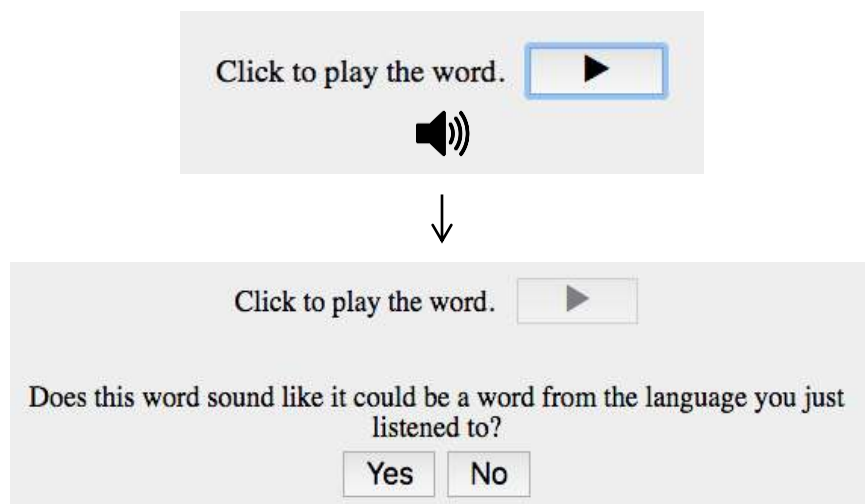 Click to play the word.
Click to play the word.
Does this word sound like it could be a word from the language you just
listened to?
Yes No